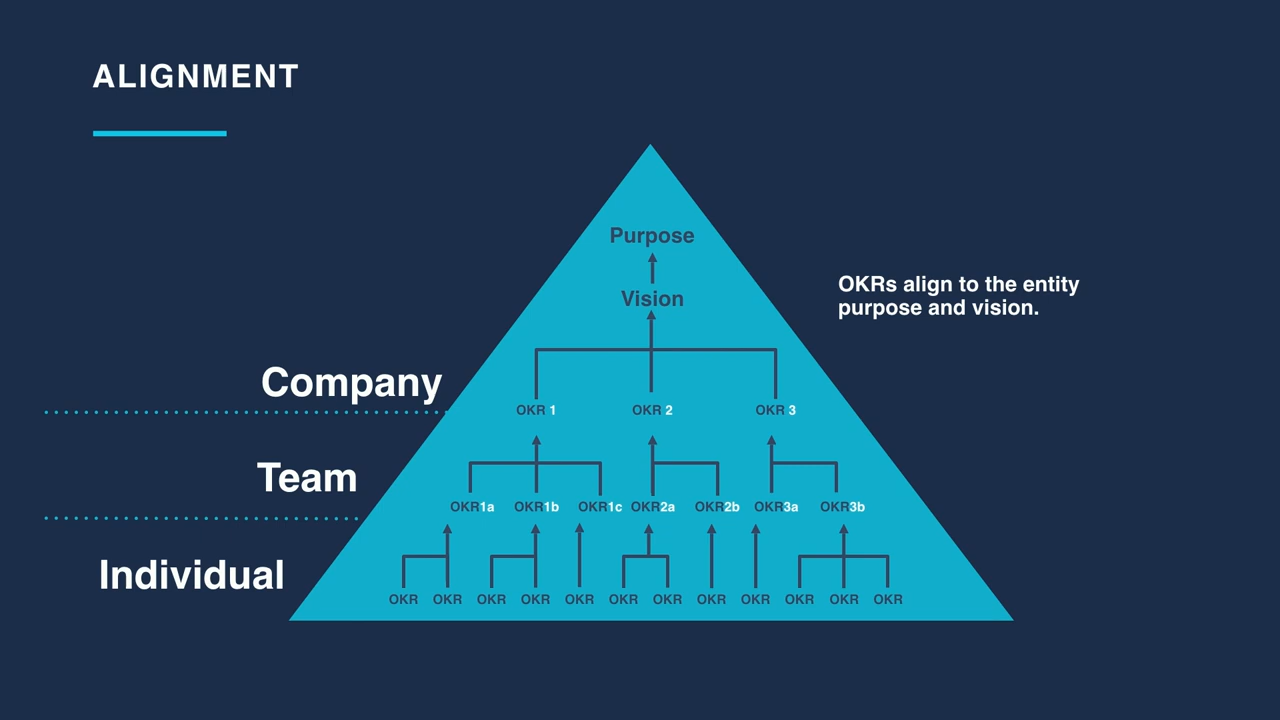 ALIGNMENT
Purpose
Vision
OKRs align to the entity
purpose and vision.
Company
OKR 1 OKR 2 OKR 3
Team
OKR1a OKR1b OKR1c OKR2a OKR2b OKR3a OKR3b
Individual
OKR OKR OKR OKR OKR OKR OKR OKR OKR OKR OKR OKR